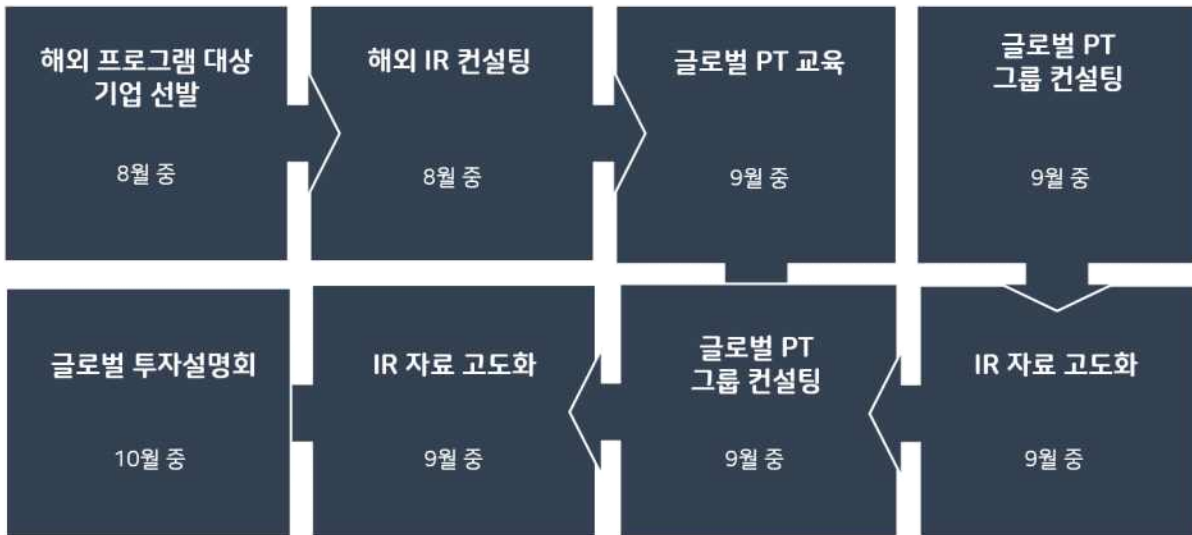 해외 프로그램 대상
기업 선발
8월 중
해외 IR 컨설팅
8월 중
글로벌 PT 교육
9월 중
글로벌 PT
그룹 컨설팅
9월 중
글로벌 투자설명회
10월 중
IR 자료 고도화
9월 중
글로벌 PT
그룹 컨설팅
9월 중
IR 자료 고도화
9월 중